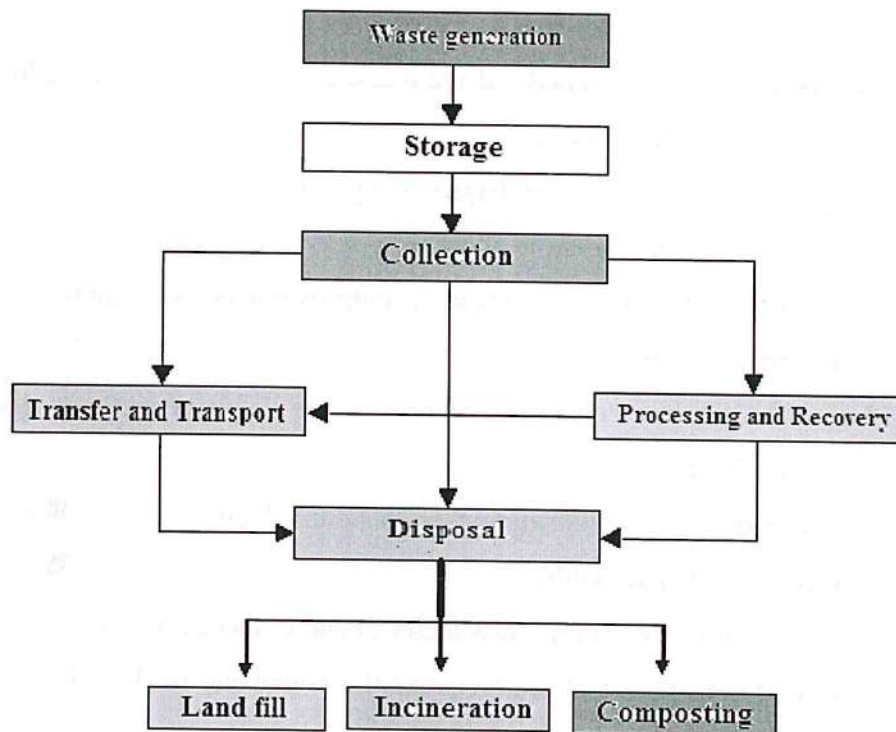 Waste generation
Storage
Collection
Transfer and Transport
Processing and Recovery
Disposal
Land fill
Incineration
Composting